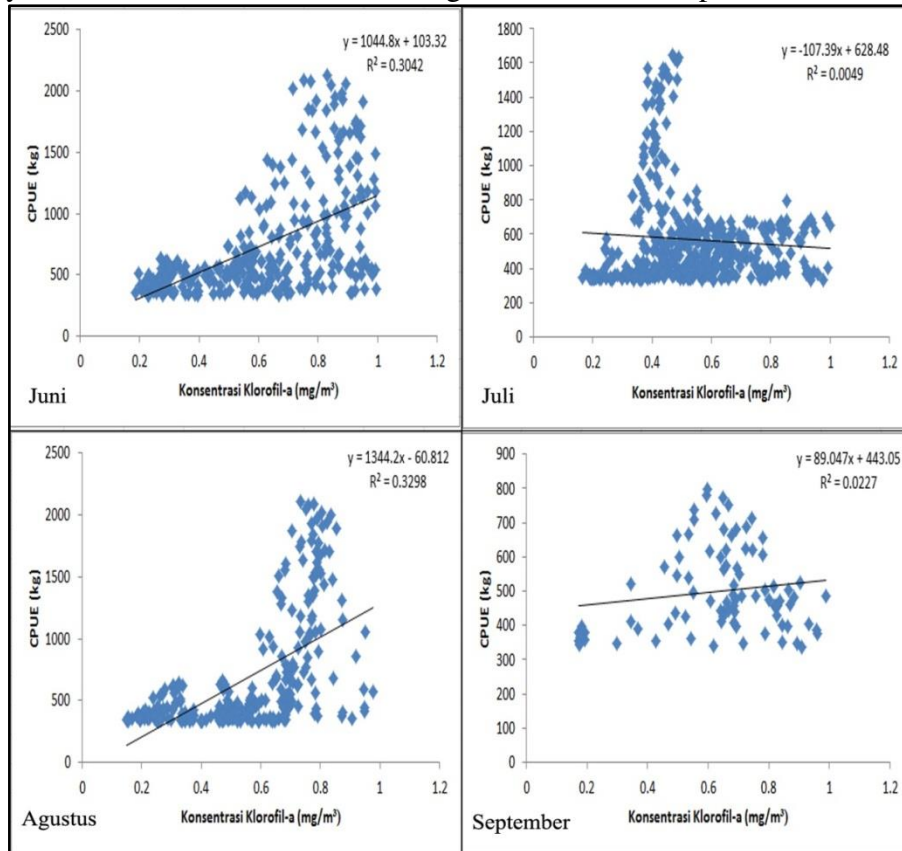 y = 1044.8x + 103.32
R² = 0.3042
2500
2000
1500
1000
500
0
CPUE (kg)
0 0.2 0.4 0.6 0.8 1 1.2
Konsentrasi Klorofil-a (mg/m³)
Juni
y = -107.39x + 628.48
R² = 0.0049
1800
1600
1400
1200
1000
800
600
400
200
0
CPUE (kg)
0 0.2 0.4 0.6 0.8 1 1.2
Konsentrasi Klorofil-a (mg/m³)
Juli
y = 1344.2x - 60.812
R² = 0.3298
2500
2000
1500
1000
500
0
CPUE (kg)
0 0.2 0.4 0.6 0.8 1 1.2
Konsentrasi Klorofil-a (mg/m³)
Agustus
y = 89.047x + 443.05
R² = 0.0227
900
800
700
600
500
400
300
200
100
0
CPUE (kg)
0 0.2 0.4 0.6 0.8 1 1.2
Konsentrasi Klorofil-a (mg/m³)
September